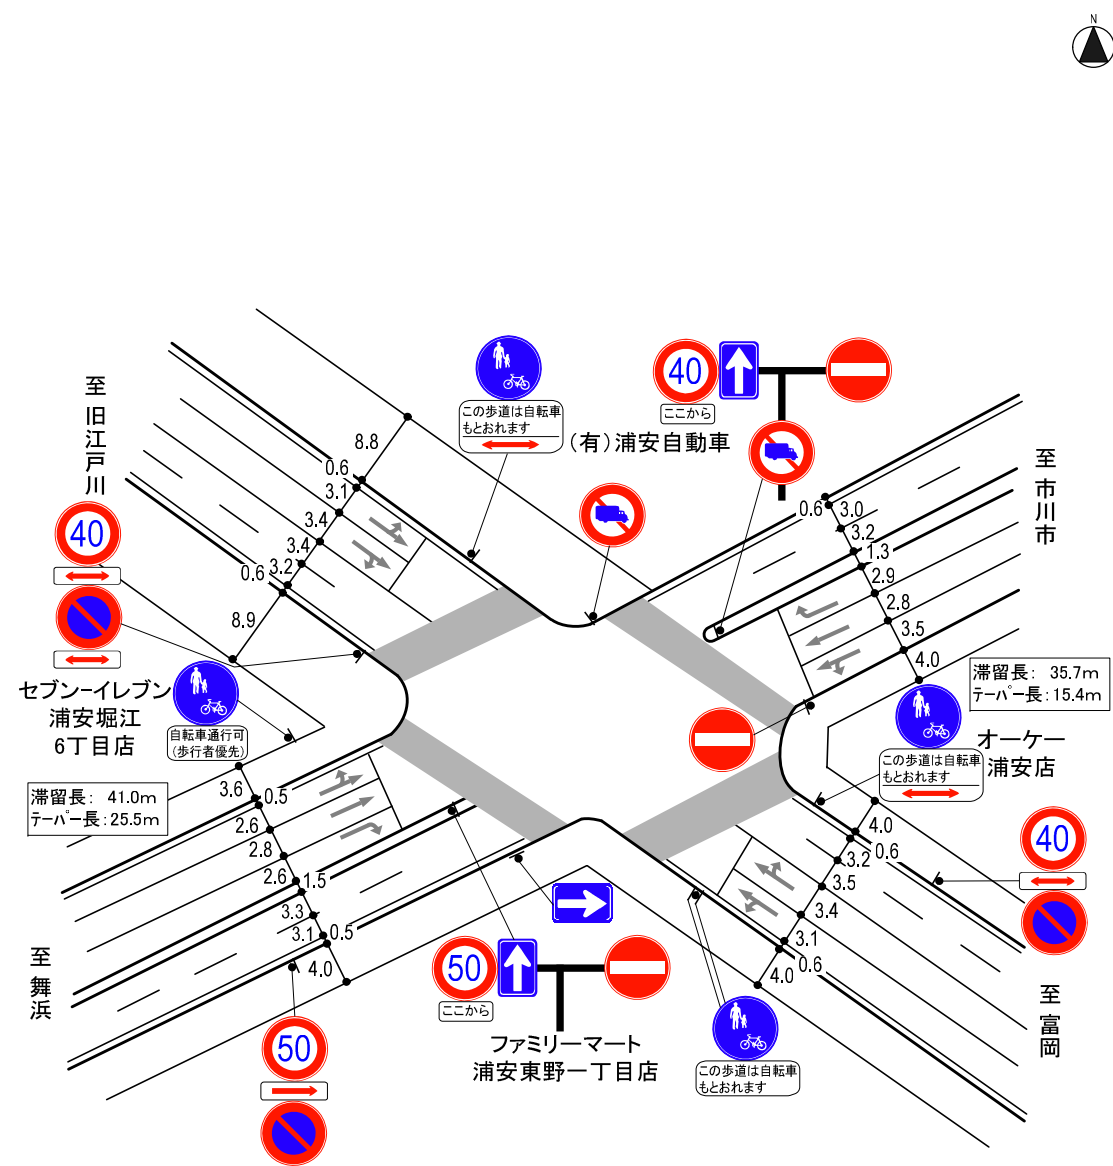 N
至
旧
江
戸
川
この歩道は自転車
もとおれます
(有)浦安自動車
40
ここから
至
市
川
市
8.8
0.6
3.1
3.4
3.4
3.2
0.6
8.9
0.6
3.0
3.2
1.3
2.9
2.8
3.5
4.0
40
セブン-イレブン
浦安堀江
6丁目店
自転車通行可
(歩行者優先)
滞留長: 35.7m
テーパー長:15.4m
オーケー
浦安店
この歩道は自転車
もとおれます
滞留長: 41.0m
テーパー長:25.5m
3.6
0.5
2.6
2.8
2.6
1.5
3.3
3.1
0.5
4.0
4.0
0.6
3.2
3.5
3.4
3.1
0.6
4.0
40
至
舞
浜
50
ここから
ファミリーマート
浦安東野一丁目店
この歩道は自転車
もとおれます
至
富
岡
50